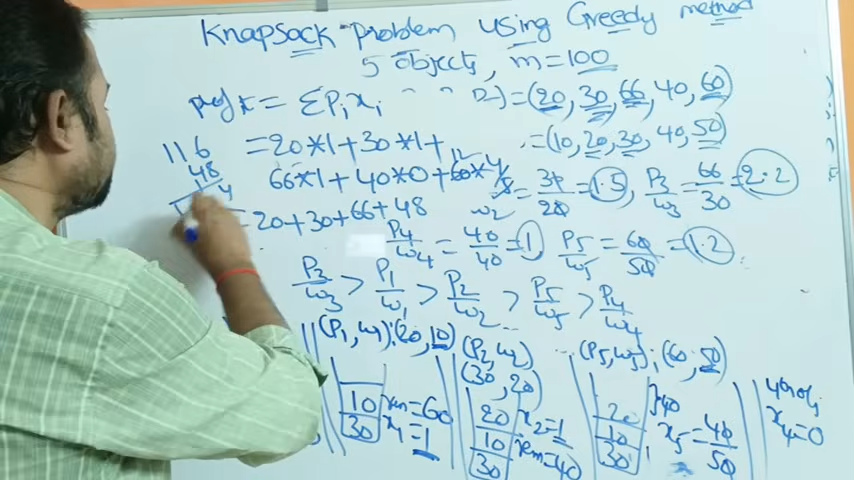 Knapsack problem using Greedy method
5 objects, m=100
profit = ΣPixi
=(20, 30, 66, 40, 60)
=20*1+30*1+
=(10, 20, 30, 40, 50)
116
48
66*1+40*0+60*4/5
12
w2 = 30/20 = 1.5, P3/w3 = 66/30 = 2.2
=20+30+66+48
P4/w4 = 40/40 = 1 P5/w5 = 60/50 = 1.2
P3/w3 > P1/w1 > P2/w2 > P5/w5 > P4/w4
(P1, w1):(20, 10) (P2, w2) (P5, w5):(60, 50)
(30, 20)
10 rem=60
30 x1=1
20 x2=1
10 rem=40
30
20 }40
10 x5=40/50
30
x4=0